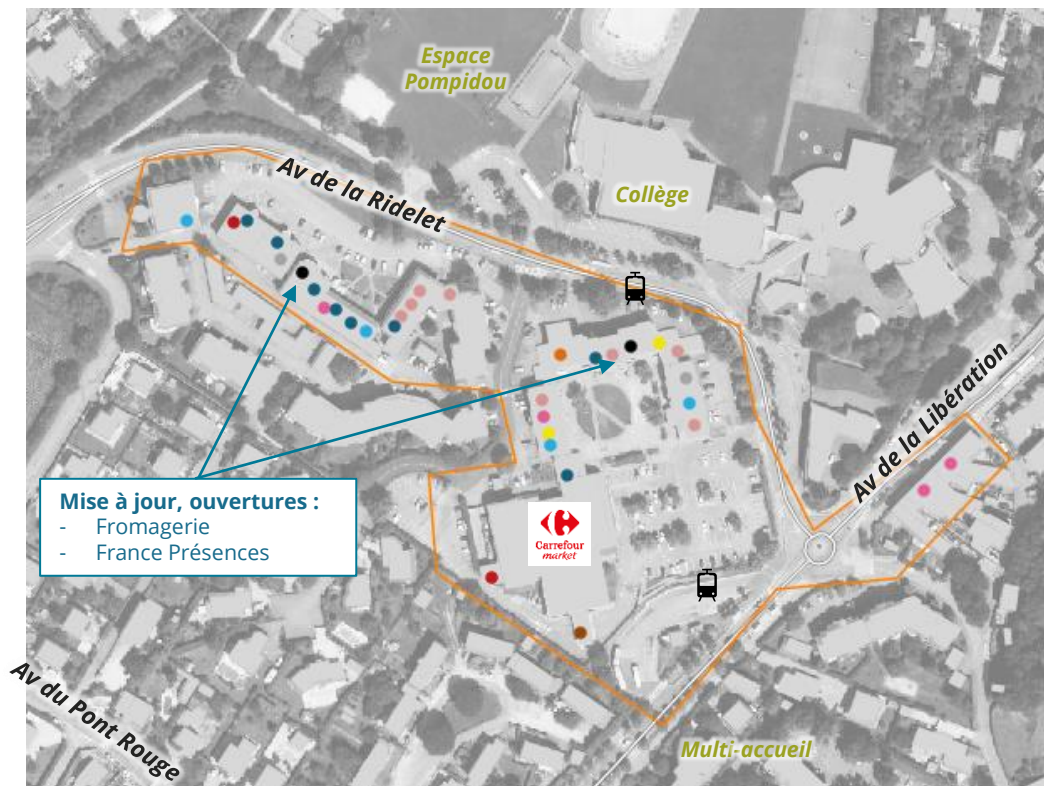 Espace
Pompidou
Av de la Ridelet
Collège
Av de la Libération
Mise à jour, ouvertures :
- Fromagerie
- France Présences
Carrefour
market
Av du Pont Rouge
Multi-accueil